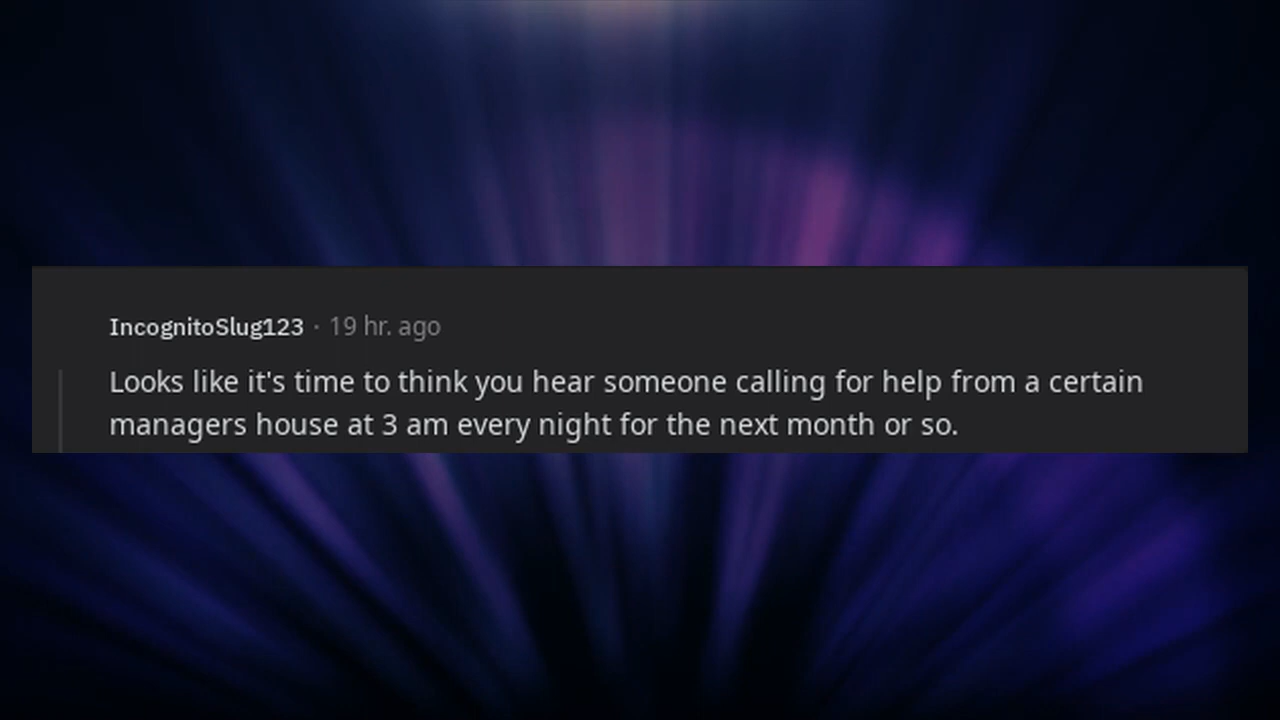 IncognitoSlug123 · 19 hr. ago
Looks like it's time to think you hear someone calling for help from a certain
managers house at 3 am every night for the next month or so.